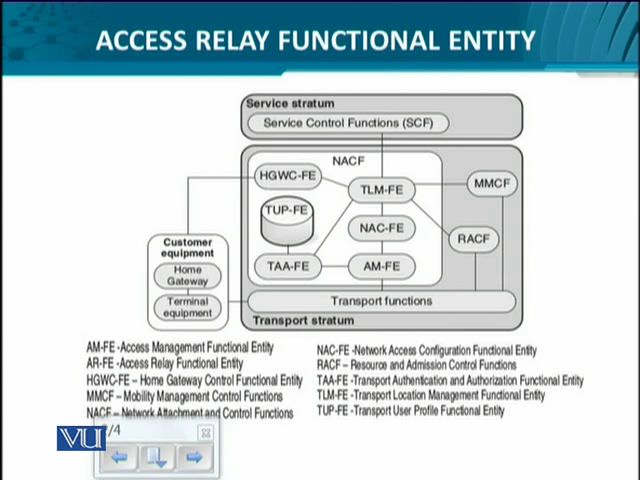 ACCESS RELAY FUNCTIONAL ENTITY
Service stratum
Service Control Functions (SCF)
NACF
HGWC-FE
TLM-FE
MMCF
TUP-FE
NAC-FE
RACF
Customer
equipment
Home
Gateway
TAA-FE
AM-FE
Terminal
equipment
Transport functions
Transport stratum
AM-FE -Access Management Functional Entity
AR-FE -Access Relay Functional Entity
HGWC-FE – Home Gateway Control Functional Entity
MMCF – Mobility Management Control Functions
NACF – Network Attachment and Control Functions
NAC-FE -Network Access Configuration Functional Entity
RACF – Resource and Admission Control Functions
TAA-FE -Transport Authentication and Authorization Functional Entity
TLM-FE -Transport Location Management Functional Entity
TUP-FE -Transport User Profile Functional Entity
VU
/4